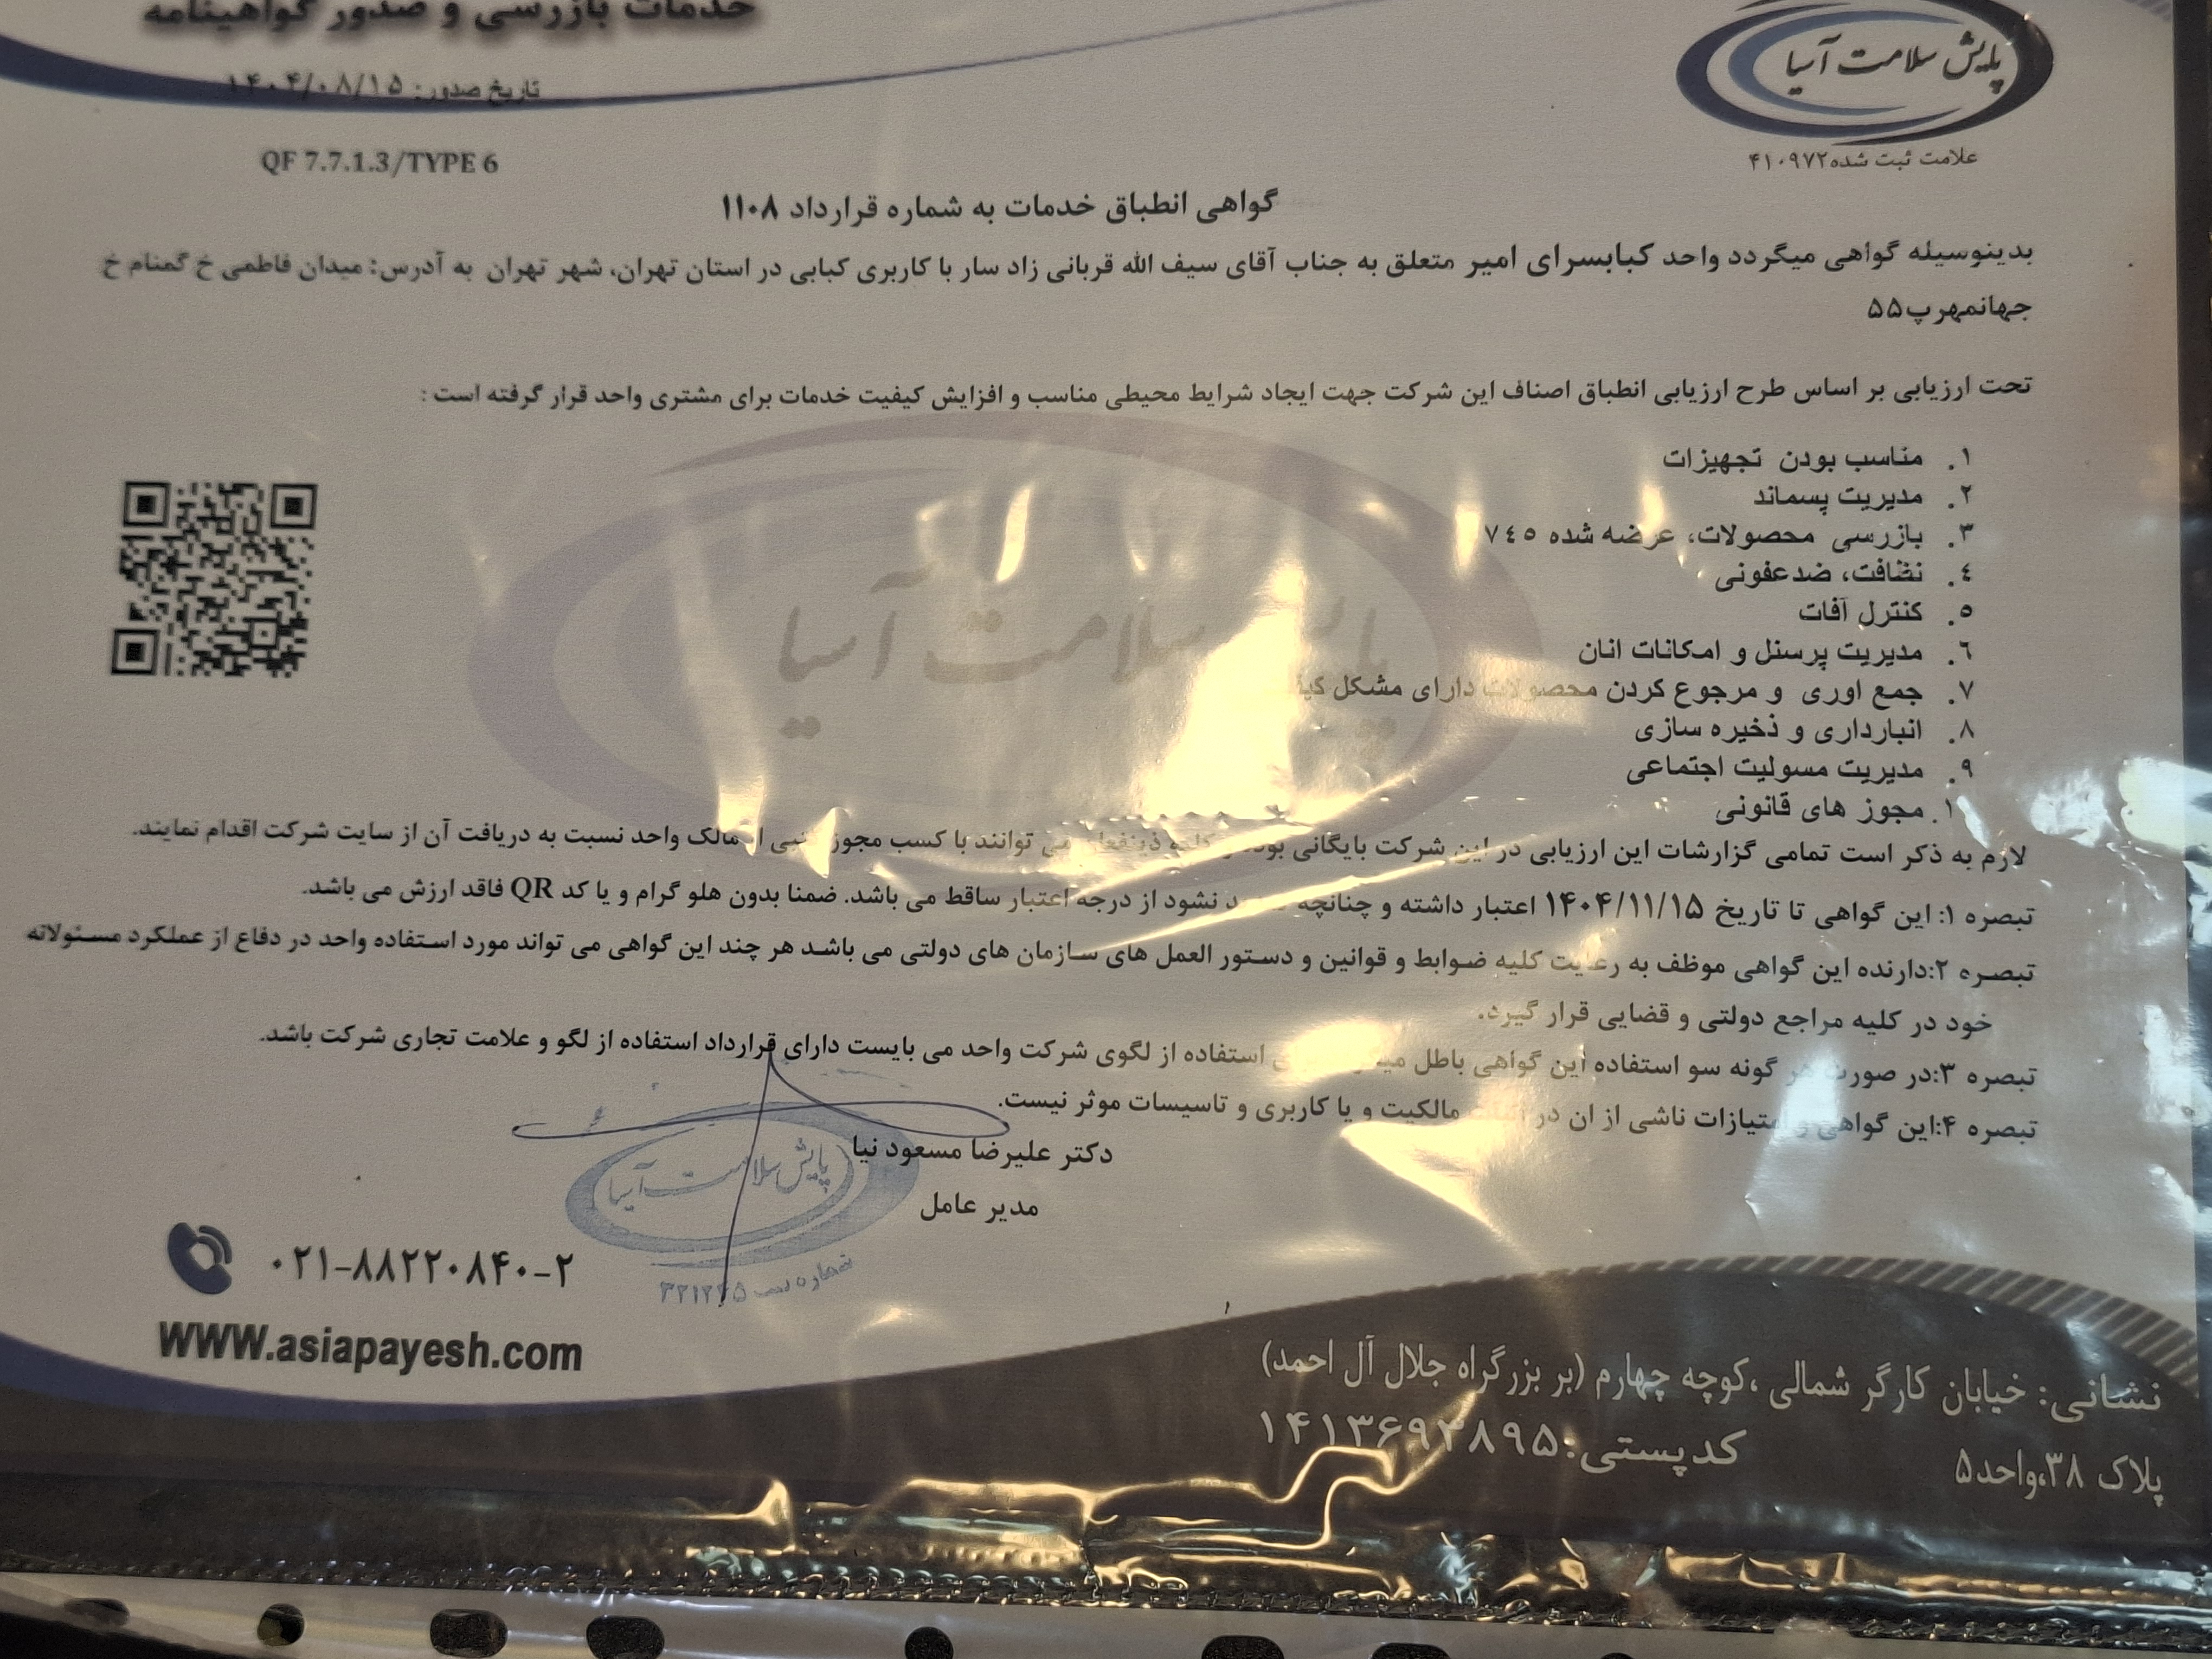 خدمات بازرسی و صدور گواهینامه
تاریخ صدور: ۱۴۰۴/۰۸/۱۵
پایش سلامت آسیا
علامت ثبت شده۴۱۰۹۷۲
QF 7.7.1.3/TYPE 6
گواهی انطباق خدمات به شماره قرارداد ۱۱۰۸
بدینوسیله گواهی میگردد واحد کبابسرای امیر متعلق به جناب آقای سیف الله قربانی زاد سار با کاربری کبابی در استان تهران، شهر تهران به آدرس: میدان فاطمی خ گمنام خ
جهانمهرپ۵۵
تحت ارزیابی بر اساس طرح ارزیابی انطباق اصناف این شرکت جهت ایجاد شرایط محیطی مناسب و افزایش کیفیت خدمات برای مشتری واحد قرار گرفته است :
۱. مناسب بودن تجهیزات
۲. مدیریت پسماند
۳. بازرسی محصولات، عرضه شده ۷٤٥
٤. نضافت، ضدعفونی
٥. کنترل آفات
٦. مدیریت پرسنل و امکانات انان
۷. جمع اوری و مرجوع کردن محصولات دارای مشکل
۸. انبارداری و ذخیره سازی
۹. مدیریت مسولیت اجتماعی
۱. مجوز های قانونی
پایش سلامت آسیا
لازم به ذکر است تمامی گزارشات این ارزیابی در این شرکت بایگانی می توانند با کسب مجوز مالک واحد نسبت به دریافت آن از سایت شرکت اقدام نمایند.
تبصره ۱: این گواهی تا تاریخ ۱۴۰۴/۱۱/۱۵ اعتبار داشته و چنانچه نشود از درجه اعتبار ساقط می باشد. ضمنا بدون هلو گرام و یا کد QR فاقد ارزش می باشد.
تبصره ۲:دارنده این گواهی موظف به رعایت کلیه ضوابط و قوانین و دستور العمل های سازمان های دولتی می باشد هر چند این گواهی می تواند مورد استفاده واحد در دفاع از عملکرد مسئولانه
خود در کلیه مراجع دولتی و قضایی قرار گیرد.
تبصره ۳:در صورت هر گونه سو استفاده این گواهی باطل استفاده از لگوی شرکت واحد می بایست دارای قرارداد استفاده از لگو و علامت تجاری شرکت باشد.
تبصره ۴:این گواهی و امتیازات ناشی از ان در مالکیت و یا کاربری و تاسیسات موثر نیست.
دکتر علیرضا مسعود نیا
مدیر عامل
پایش سلامت آسیا
۰۲۱-۸۸۲۲۰۸۴۰-۲
WWW.asiapayesh.com
نشانی: خیابان کارگر شمالی ،کوچه چهارم (بر بزرگراه جلال آل احمد)
پلاک ۳۸،واحد۵ کدپستی:۱۴۱۳۶۹۳۸۹۵